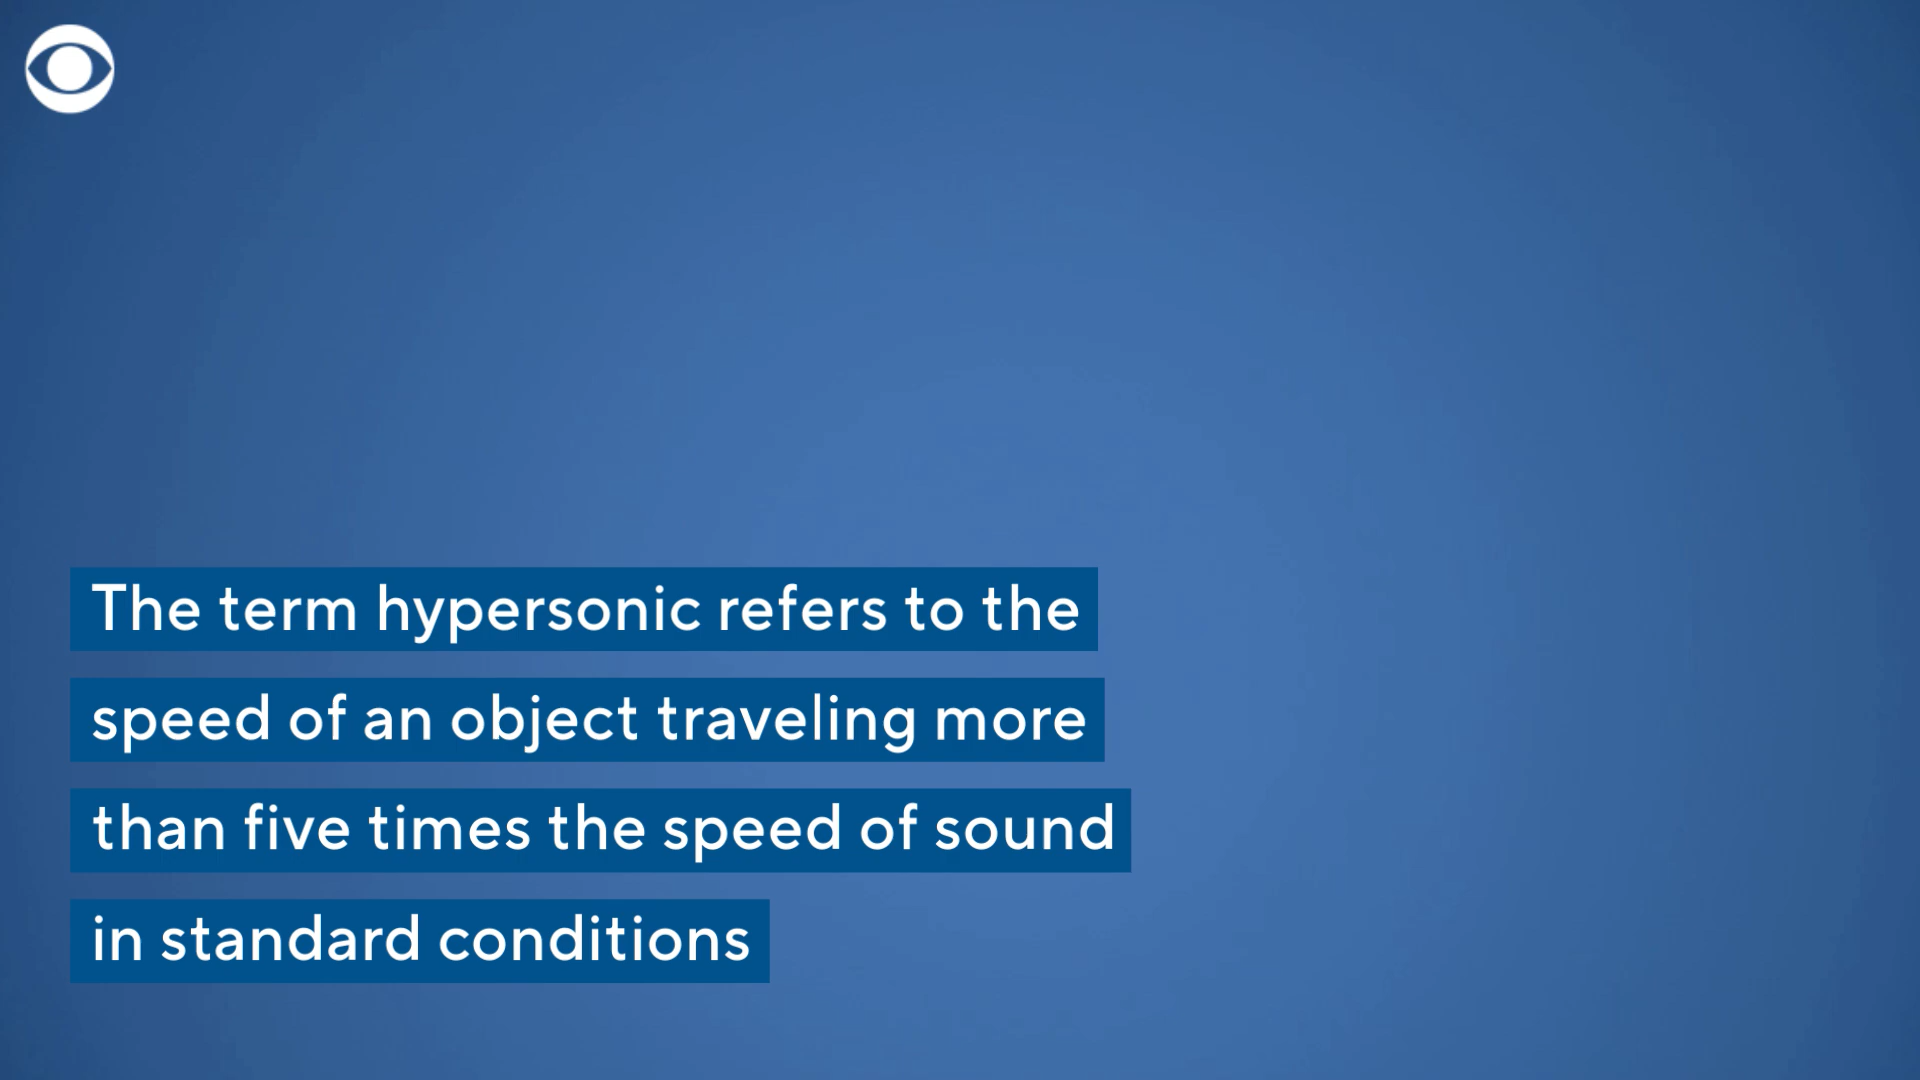 The term hypersonic refers to the
speed of an object traveling more
than five times the speed of sound
in standard conditions